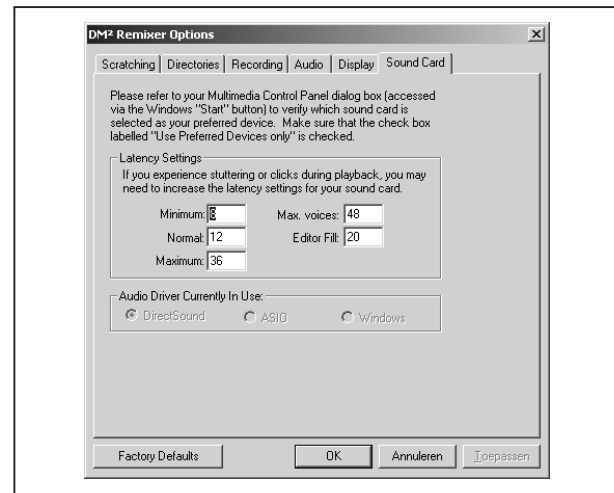 DM² Remixer Options
Scratching Directories Recording Audio Display Sound Card
Please refer to your Multimedia Control Panel dialog box (accessed
via the Windows "Start" button) to verify which sound card is
selected as your preferred device. Make sure that the check box
labelled "Use Preferred Devices only" is checked.
Latency Settings
If you experience stuttering or clicks during playback, you may
need to increase the latency settings for your sound card.
Minimum: 8 Max. voices: 48
Normal: 12 Editor Fill: 20
Maximum: 36
Audio Driver Currently In Use:
DirectSound ASIO Windows
Factory Defaults OK Annuleren Toepassen